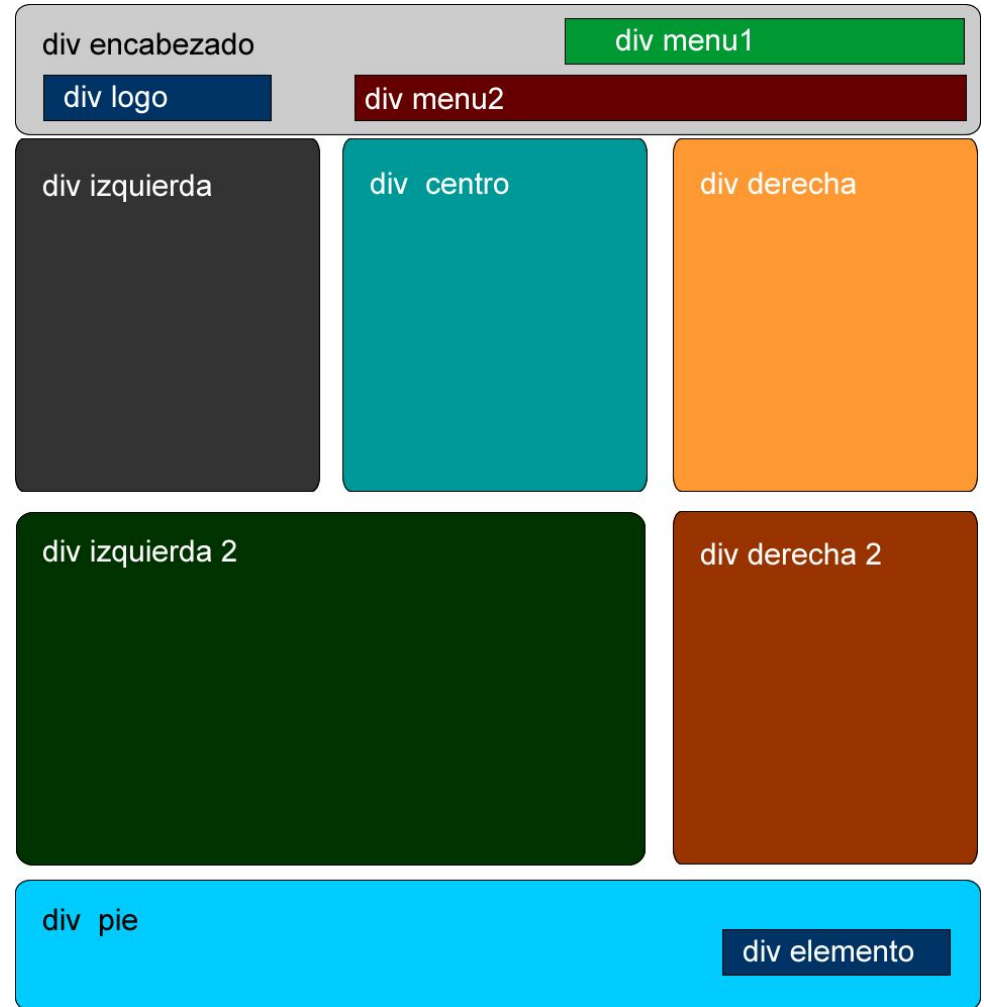 div encabezado
div menu1
div logo
div menu2
div izquierda
div  centro
div derecha
div izquierda 2
div derecha 2
div  pie
div elemento